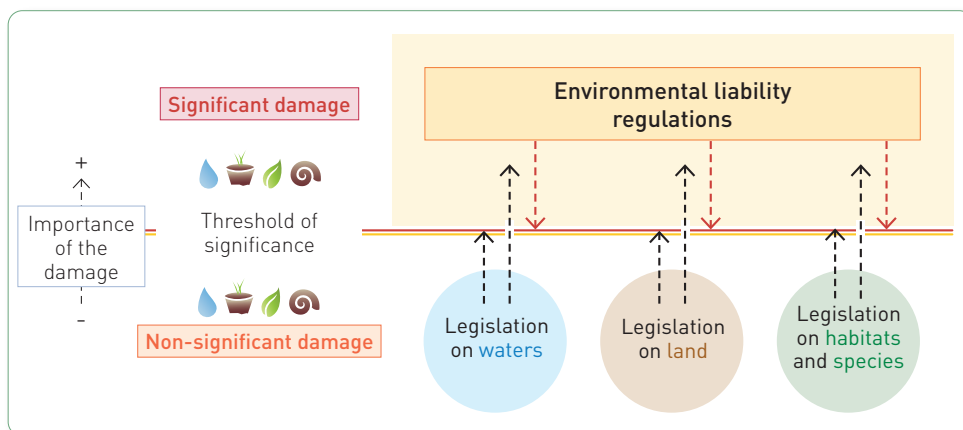 Significant damage
Environmental liability
regulations
+
Importance
of the
damage
-
Threshold of
significance
Non-significant damage
Legislation
on waters
Legislation
on land
Legislation
on habitats
and species